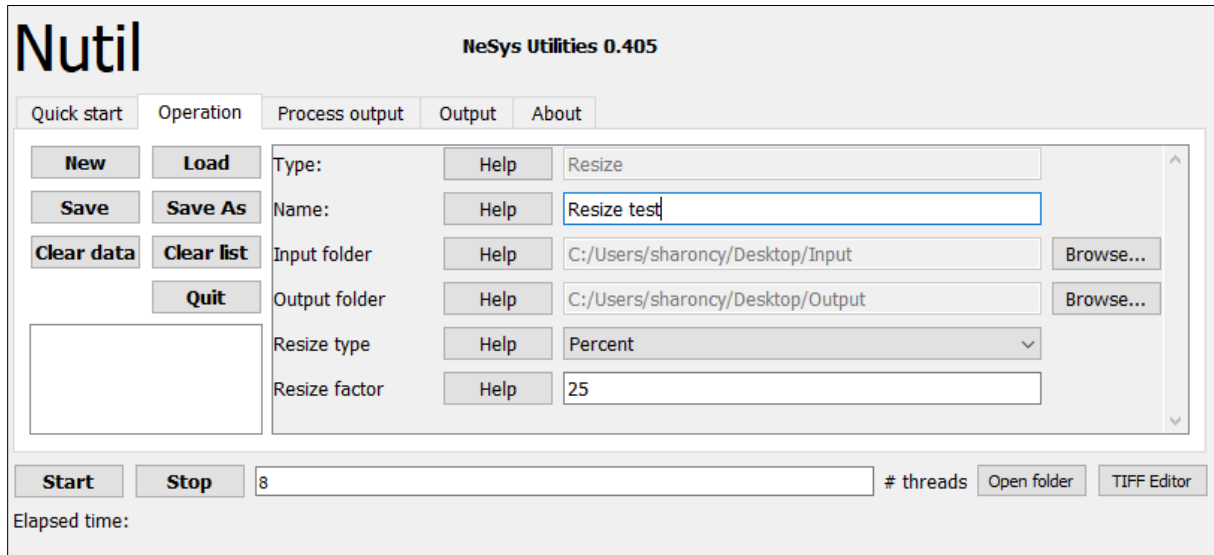 Nutil
NeSys Utilities 0.405
Quick start Operation Process output Output About
New Load Type: Help Resize
Save Save As Name: Help Resize test
Clear data Clear list Input folder Help C:/Users/sharoncy/Desktop/Input Browse...
Quit Output folder Help C:/Users/sharoncy/Desktop/Output Browse...
Resize type Help Percent
Resize factor Help 25
Start Stop 8 # threads Open folder TIFF Editor
Elapsed time: